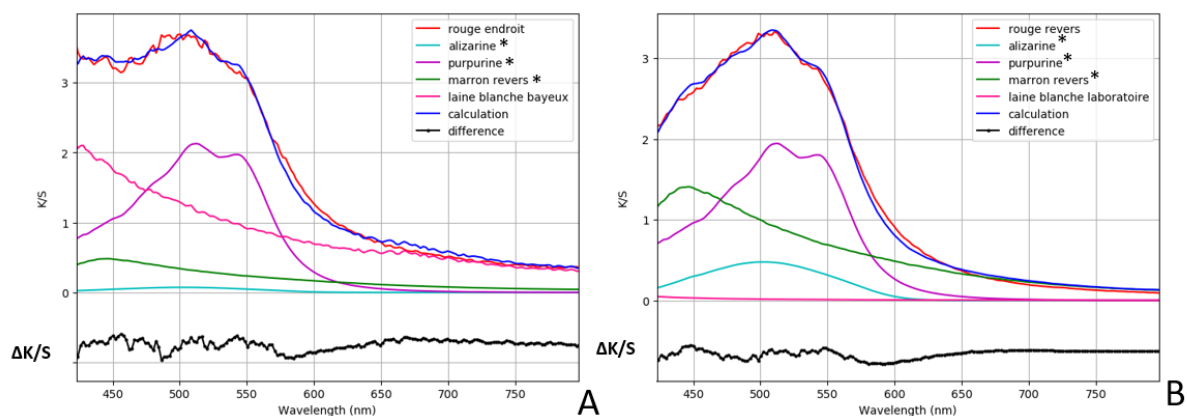 rouge endroit
alizarine *
purpurine *
marron revers *
laine blanche bayeux
calculation
difference
3
2
1
0
K/S
ΔK/S
450 500 550 600 650 700 750
Wavelength (nm)
A
rouge revers
alizarine *
purpurine *
marron revers *
laine blanche laboratoire
calculation
difference
3
2
1
0
K/S
ΔK/S
450 500 550 600 650 700 750
Wavelength (nm)
B